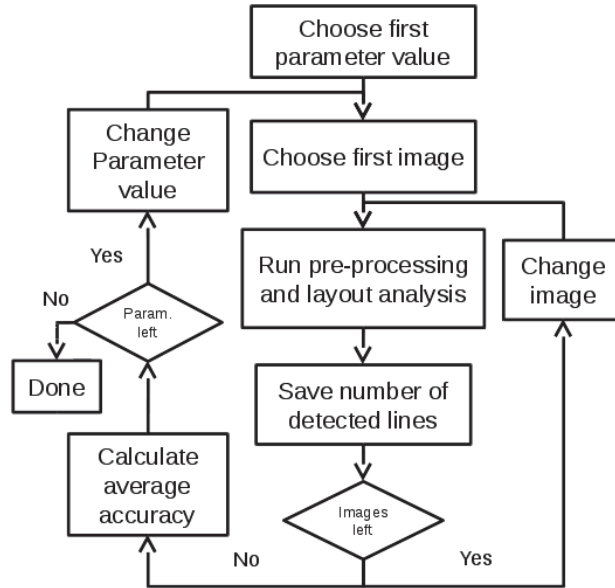 Choose first
parameter value
Change
Parameter
value
Choose first image
Yes
Run pre-processing
and layout analysis
Change
image
No
Param.
left
Done
Save number of
detected lines
Calculate
average
accuracy
Images
left
No
Yes